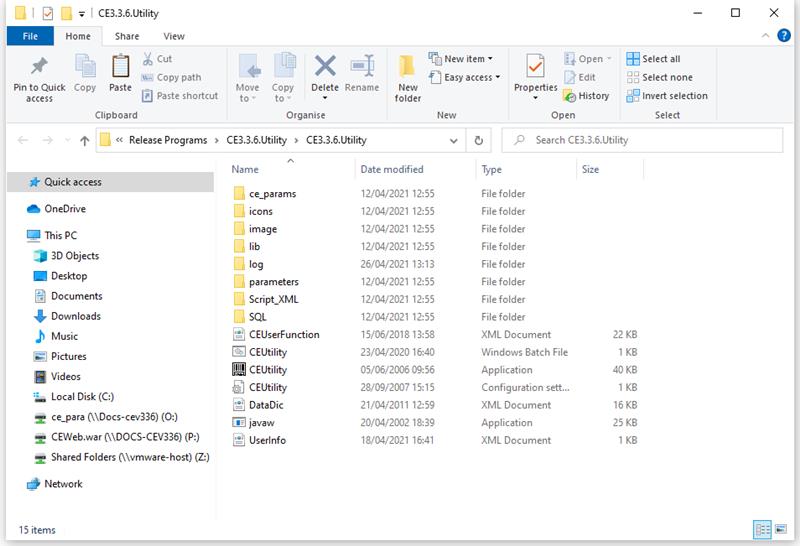 CE3.3.6.Utility
File Home Share View
Pin to Quick access
Copy
Paste
Cut
Copy path
Paste shortcut
Clipboard
Move to
Copy to
Delete
Rename
Organise
New folder
New item
Easy access
New
Properties
Open
Edit
History
Open
Select all
Select none
Invert selection
Select
« Release Programs > CE3.3.6.Utility > CE3.3.6.Utility
Search CE3.3.6.Utility
Quick access
OneDrive
This PC
3D Objects
Desktop
Documents
Downloads
Music
Pictures
Videos
Local Disk (C:)
ce_para (\\Docs-cev336) (O:)
CEWeb.war (\\DOCS-CEV336) (P:)
Shared Folders (\\vmware-host) (Z:)
Network
Name Date modified Type Size
ce_params 12/04/2021 12:55 File folder
icons 12/04/2021 12:55 File folder
image 12/04/2021 12:55 File folder
lib 12/04/2021 12:55 File folder
log 26/04/2021 13:13 File folder
parameters 12/04/2021 12:55 File folder
Script_XML 12/04/2021 12:55 File folder
SQL 12/04/2021 12:55 File folder
CEUserFunction 15/06/2018 13:58 XML Document 22 KB
CEUtility 23/04/2020 16:40 Windows Batch File 1 KB
CEUtility 05/06/2006 09:56 Application 40 KB
CEUtility 28/09/2007 15:15 Configuration sett... 1 KB
DataDic 21/04/2011 12:59 XML Document 16 KB
javaw 20/04/2002 18:39 Application 25 KB
UserInfo 18/04/2021 16:41 XML Document 1 KB
15 items